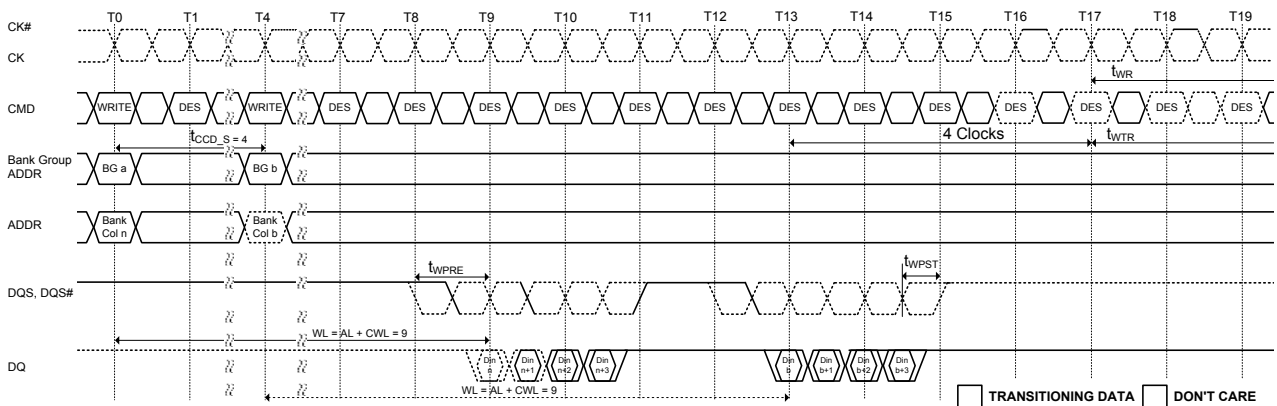 T0 T1 T4 T7 T8 T9 T10 T11 T12 T13 T14 T15 T16 T17 T18 T19
CK#
CK
tWR
CMD WRITE DES WRITE DES DES DES DES DES DES DES DES DES DES DES DES DES
tCCD_S = 4
4 Clocks
tWTR
Bank Group
ADDR
BG a BG b
ADDR
Bank
Col n
Bank
Col b
tWPRE
tWPST
DQS, DQS#
WL = AL + CWL = 9
DQ
Din
n
Din
n+1
Din
n+2
Din
n+3
Din
b
Din
b+1
Din
b+2
Din
b+3
WL = AL + CWL = 9
TRANSITIONING DATA DON'T CARE